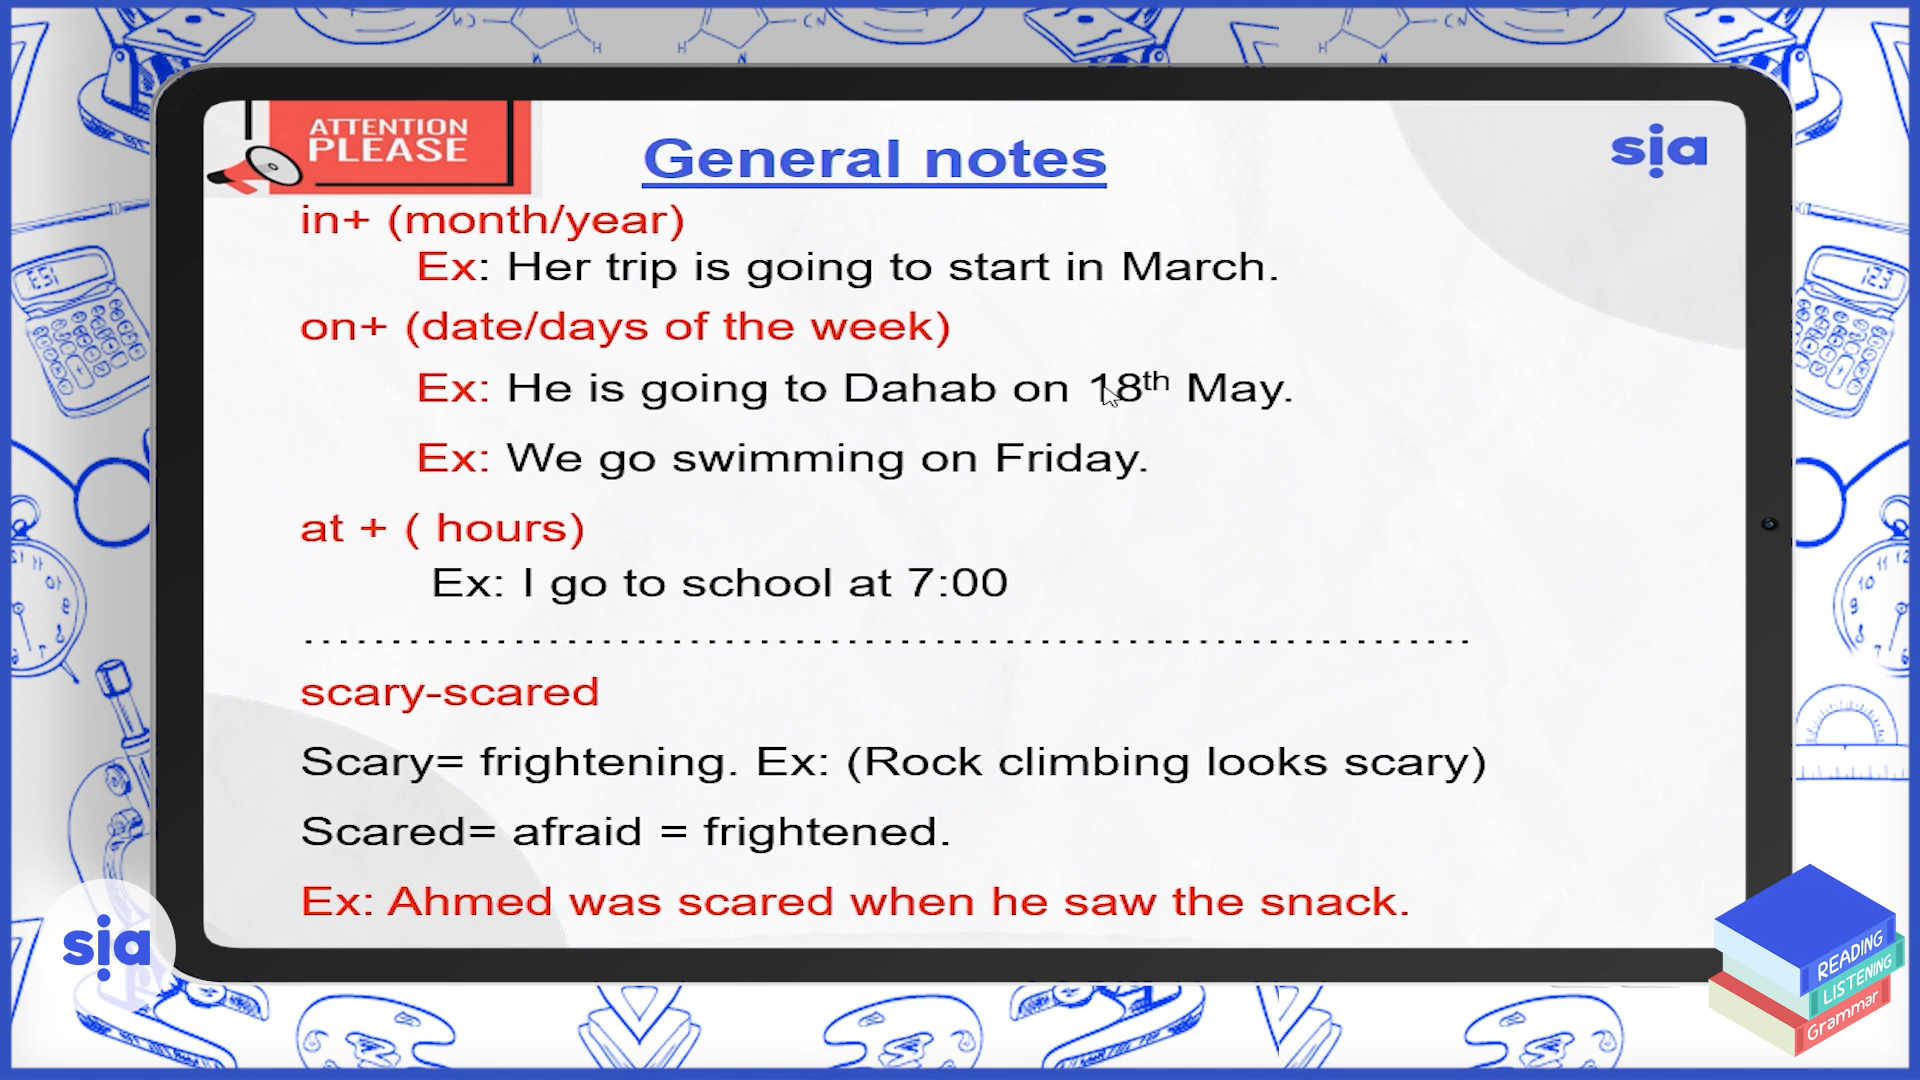 ATTENTION
PLEASE
General notes
sia
in+ (month/year)
Ex: Her trip is going to start in March.
on+ (date/days of the week)
Ex: He is going to Dahab on 18th May.
Ex: We go swimming on Friday.
at + ( hours)
Ex: I go to school at 7:00
scary-scared
Scary= frightening. Ex: (Rock climbing looks scary)
Scared= afraid = frightened.
Ex: Ahmed was scared when he saw the snack.
sia
READING
LISTENING
Grammar